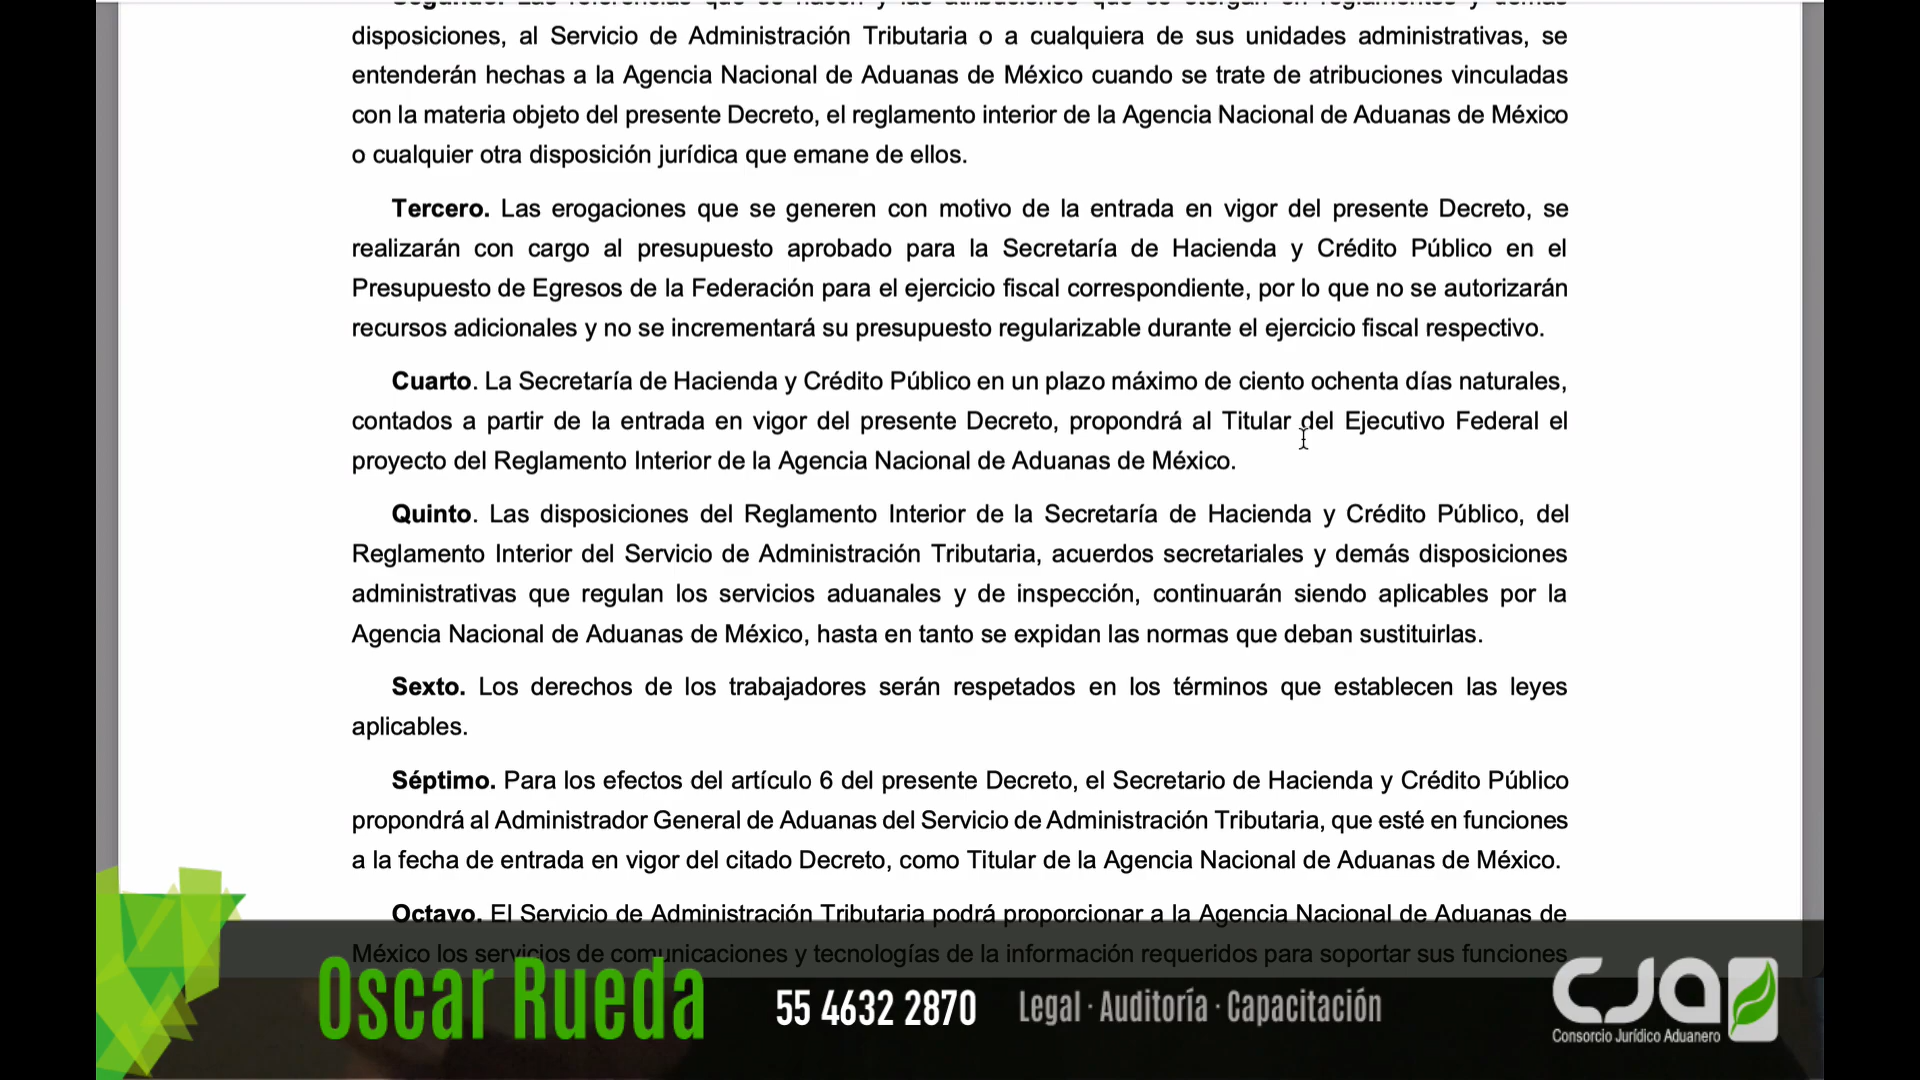 Segundo. Las referencias que se hacen y las atribuciones que se otorgan en reglamentos y demás
disposiciones, al Servicio de Administración Tributaria o a cualquiera de sus unidades administrativas, se
entenderán hechas a la Agencia Nacional de Aduanas de México cuando se trate de atribuciones vinculadas
con la materia objeto del presente Decreto, el reglamento interior de la Agencia Nacional de Aduanas de México
o cualquier otra disposición jurídica que emane de ellos.
Tercero. Las erogaciones que se generen con motivo de la entrada en vigor del presente Decreto, se
realizarán con cargo al presupuesto aprobado para la Secretaría de Hacienda y Crédito Público en el
Presupuesto de Egresos de la Federación para el ejercicio fiscal correspondiente, por lo que no se autorizarán
recursos adicionales y no se incrementará su presupuesto regularizable durante el ejercicio fiscal respectivo.
Cuarto. La Secretaría de Hacienda y Crédito Público en un plazo máximo de ciento ochenta días naturales,
contados a partir de la entrada en vigor del presente Decreto, propondrá al Titular del Ejecutivo Federal el
proyecto del Reglamento Interior de la Agencia Nacional de Aduanas de México.
Quinto. Las disposiciones del Reglamento Interior de la Secretaría de Hacienda y Crédito Público, del
Reglamento Interior del Servicio de Administración Tributaria, acuerdos secretariales y demás disposiciones
administrativas que regulan los servicios aduanales y de inspección, continuarán siendo aplicables por la
Agencia Nacional de Aduanas de México, hasta en tanto se expidan las normas que deban sustituirlas.
Sexto. Los derechos de los trabajadores serán respetados en los términos que establecen las leyes
aplicables.
Séptimo. Para los efectos del artículo 6 del presente Decreto, el Secretario de Hacienda y Crédito Público
propondrá al Administrador General de Aduanas del Servicio de Administración Tributaria, que esté en funciones
a la fecha de entrada en vigor del citado Decreto, como Titular de la Agencia Nacional de Aduanas de México.
Octavo. El Servicio de Administración Tributaria podrá proporcionar a la Agencia Nacional de Aduanas de
México los servicios de comunicaciones y tecnologías de la información requeridos para soportar sus funciones
Oscar Rueda
55 4632 2870
Legal · Auditoría · Capacitación
CJA
Consorcio Jurídico Aduanero